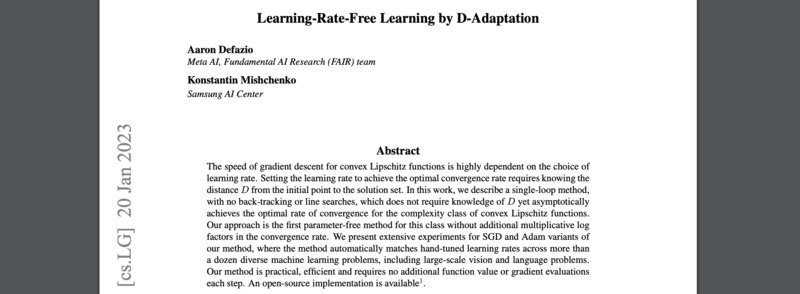 Learning-Rate-Free Learning by D-Adaptation
Aaron Defazio
Meta AI, Fundamental AI Research (FAIR) team
Konstantin Mishchenko
Samsung AI Center
[cs.LG] 20 Jan 2023
Abstract
The speed of gradient descent for convex Lipschitz functions is highly dependent on the choice of
learning rate. Setting the learning rate to achieve the optimal convergence rate requires knowing the
distance D from the initial point to the solution set. In this work, we describe a single-loop method,
with no back-tracking or line searches, which does not require knowledge of D yet asymptotically
achieves the optimal rate of convergence for the complexity class of convex Lipschitz functions.
Our approach is the first parameter-free method for this class without additional multiplicative log
factors in the convergence rate. We present extensive experiments for SGD and Adam variants of
our method, where the method automatically matches hand-tuned learning rates across more than
a dozen diverse machine learning problems, including large-scale vision and language problems.
Our method is practical, efficient and requires no additional function value or gradient evaluations
each step. An open-source implementation is available¹.